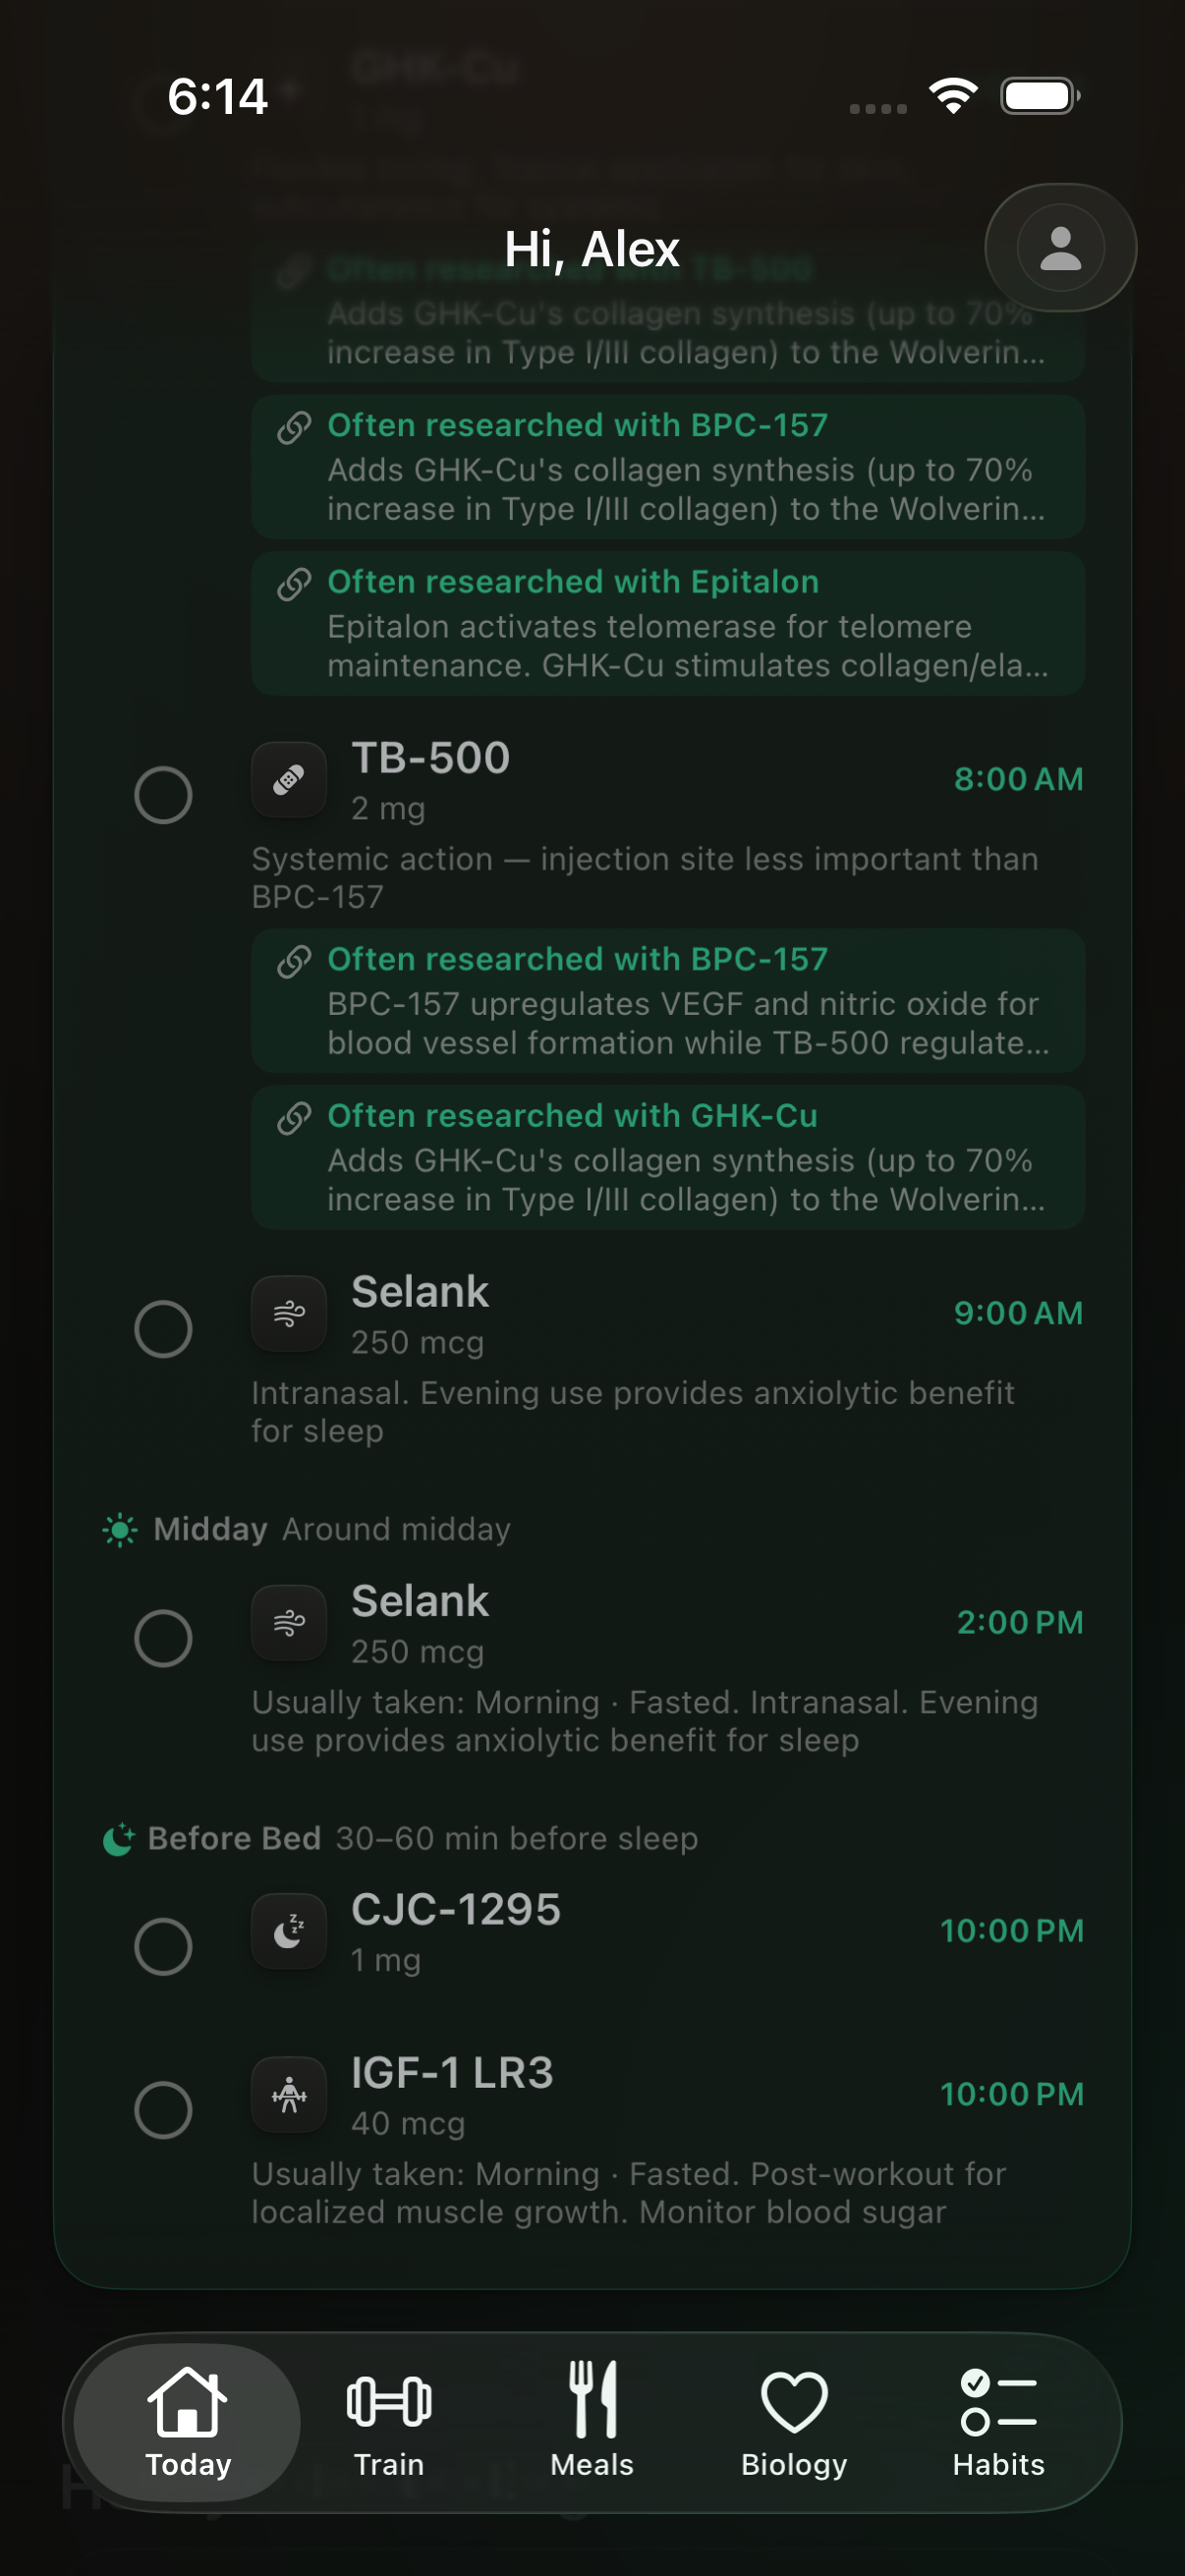 GHK-Cu
6:14
Hi, Alex
Often researched with TB-500
Adds GHK-Cu's collagen synthesis (up to 70%
increase in Type I/III collagen) to the Wolverin...
Often researched with BPC-157
Adds GHK-Cu's collagen synthesis (up to 70%
increase in Type I/III collagen) to the Wolverin...
Often researched with Epitalon
Epitalon activates telomerase for telomere
maintenance. GHK-Cu stimulates collagen/ela...
TB-500
8:00 AM
2 mg
Systemic action — injection site less important than
BPC-157
Often researched with BPC-157
BPC-157 upregulates VEGF and nitric oxide for
blood vessel formation while TB-500 regulate...
Often researched with GHK-Cu
Adds GHK-Cu's collagen synthesis (up to 70%
increase in Type I/III collagen) to the Wolverin...
Selank
9:00 AM
250 mcg
Intranasal. Evening use provides anxiolytic benefit
for sleep
Midday Around midday
Selank
2:00 PM
250 mcg
Usually taken: Morning · Fasted. Intranasal. Evening
use provides anxiolytic benefit for sleep
Before Bed 30–60 min before sleep
CJC-1295
10:00 PM
1 mg
IGF-1 LR3
10:00 PM
40 mcg
Usually taken: Morning · Fasted. Post-workout for
localized muscle growth. Monitor blood sugar
Today
Train
Meals
Biology
Habits